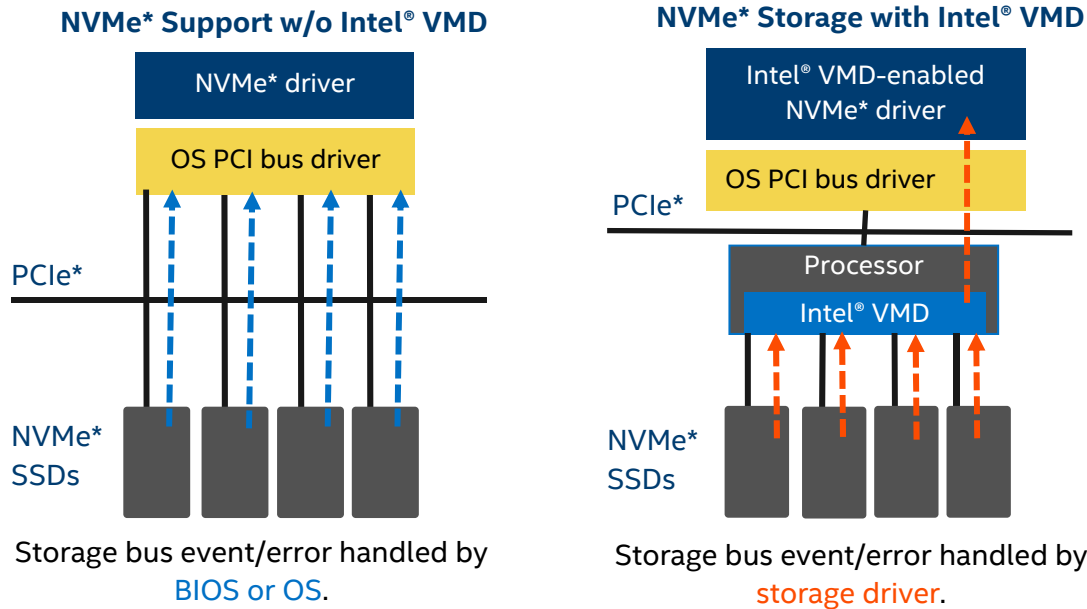 NVMe* Support w/o Intel® VMD
NVMe* driver
OS PCI bus driver
PCIe*
NVMe*
SSDs
Storage bus event/error handled by
BIOS or OS.
NVMe* Storage with Intel® VMD
Intel® VMD-enabled
NVMe* driver
OS PCI bus driver
PCIe*
Processor
Intel® VMD
NVMe*
SSDs
Storage bus event/error handled by
storage driver.